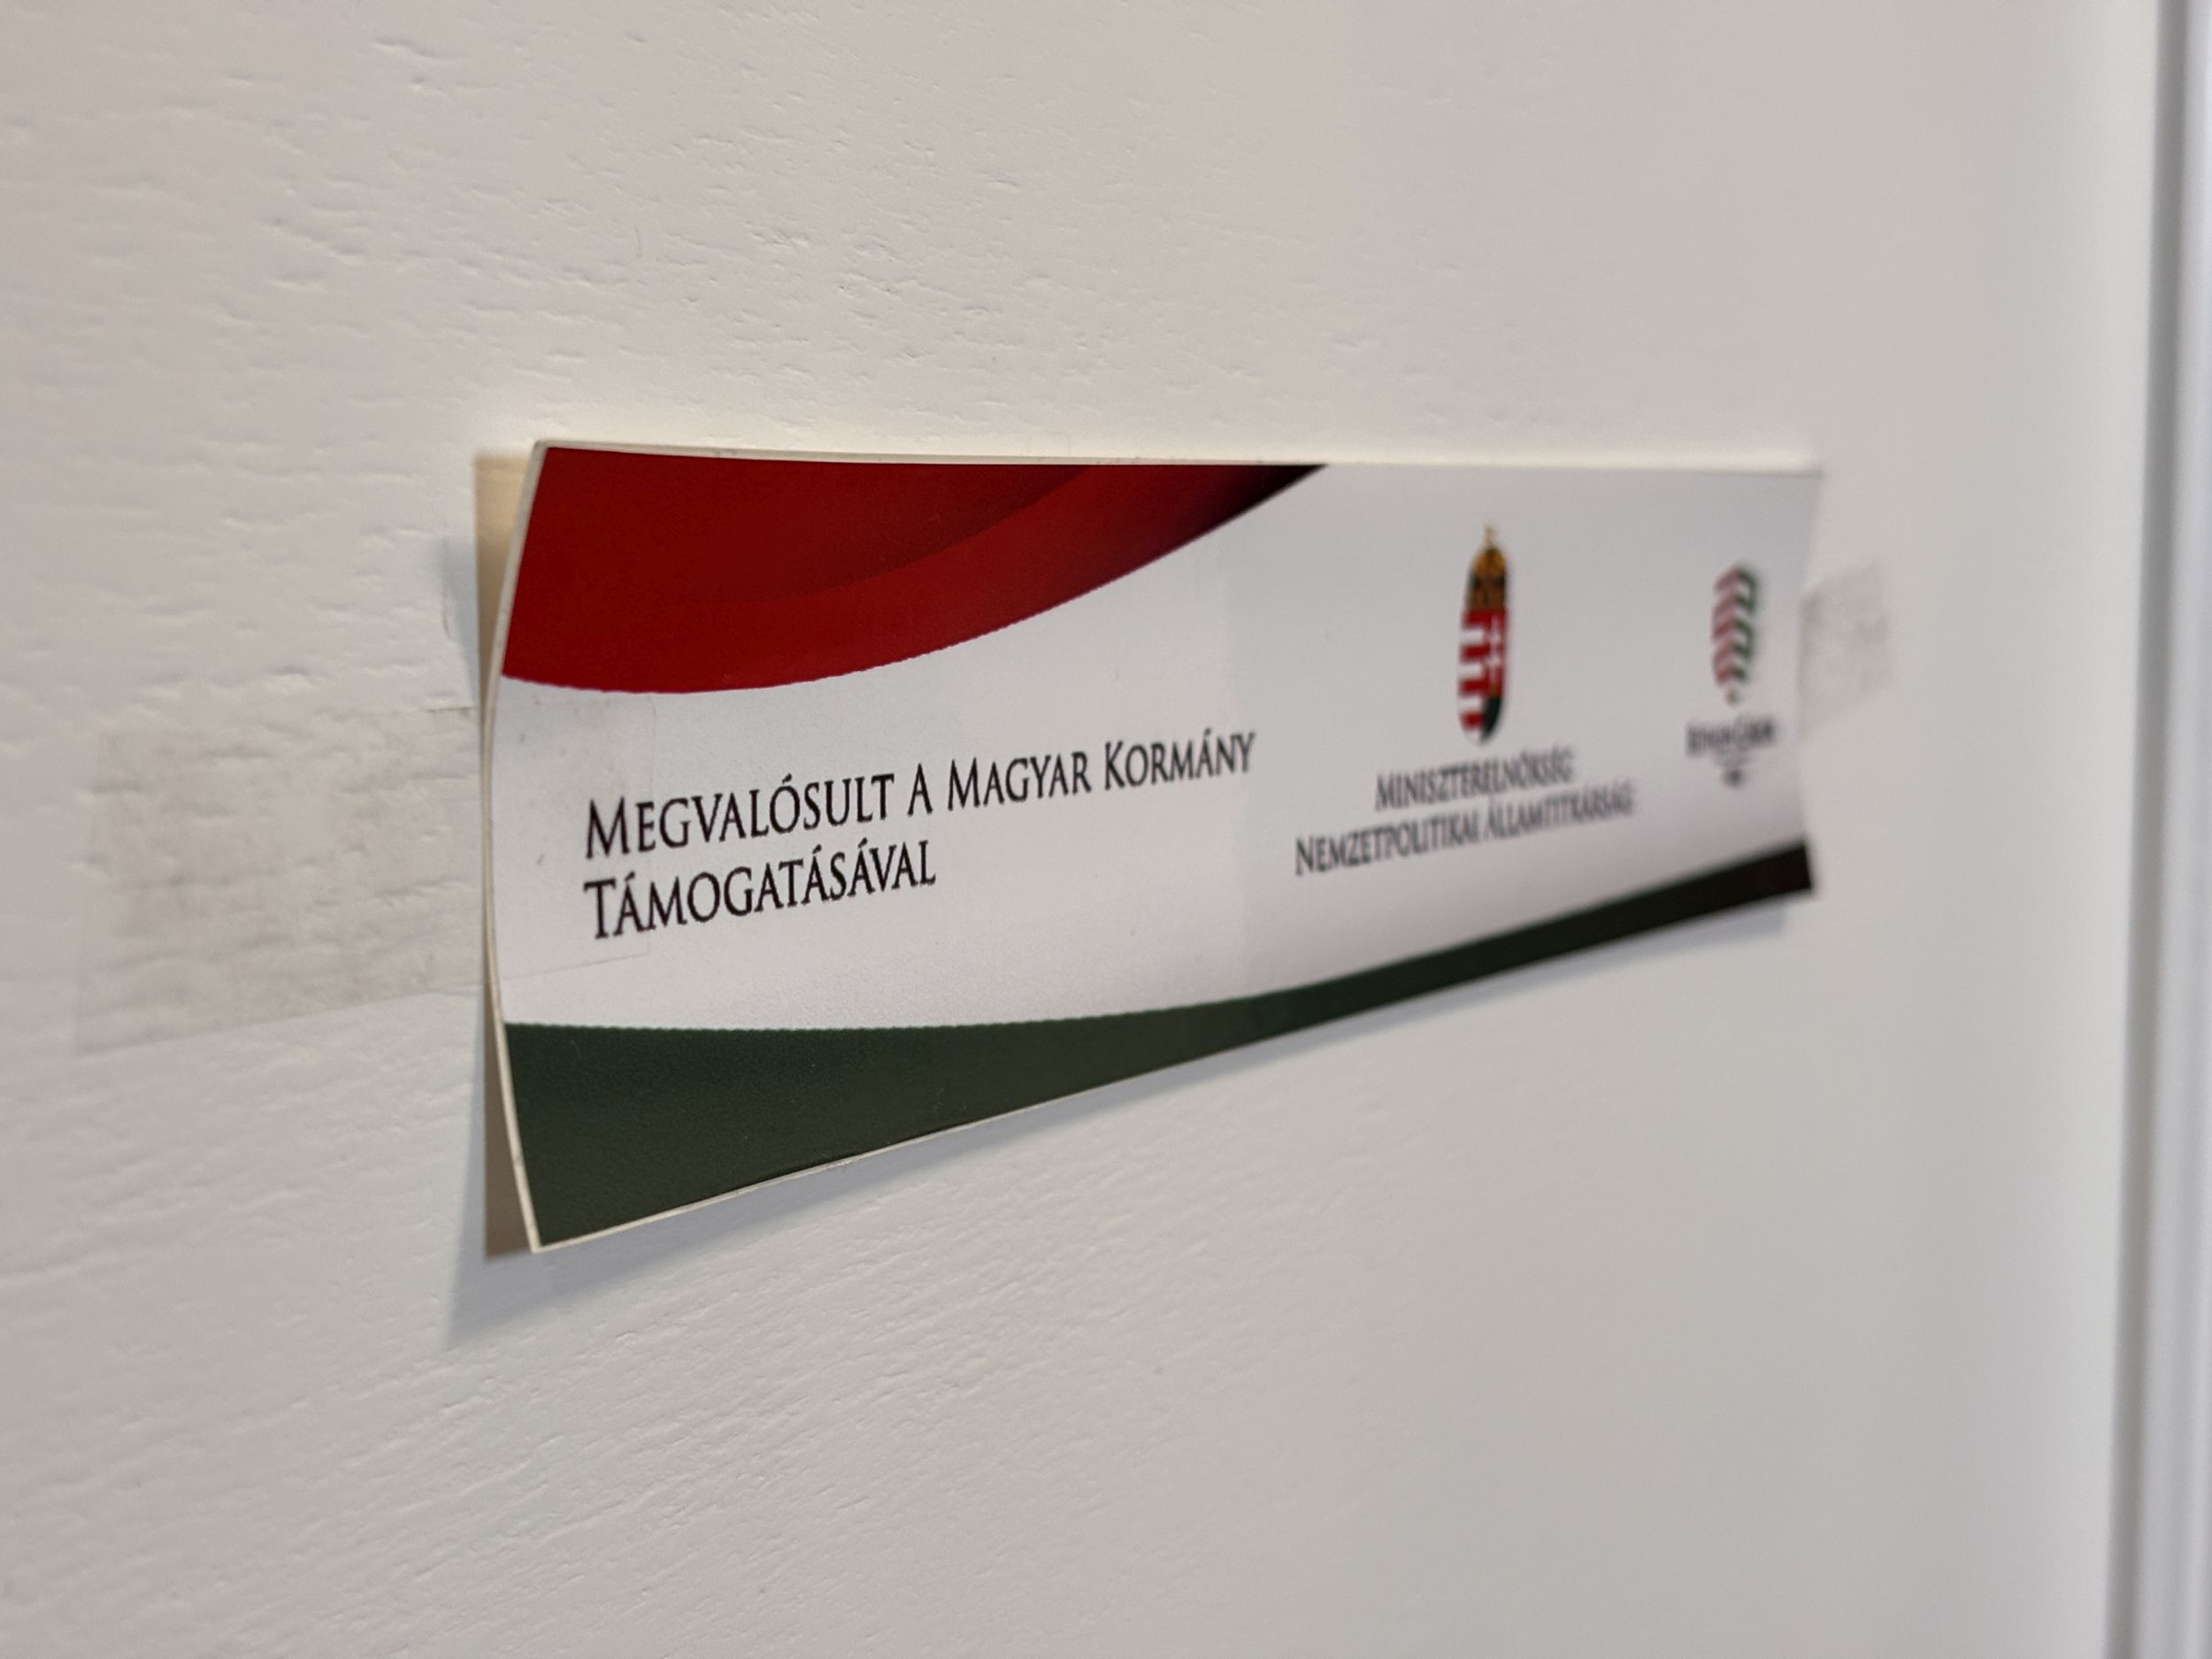 MEGVALÓSULT A MAGYAR KORMÁNY
TÁMOGATÁSÁVAL
MINISZTERELNÖKSÉG
NEMZETPOLITIKAI ÁLLAMTITKÁRSÁG